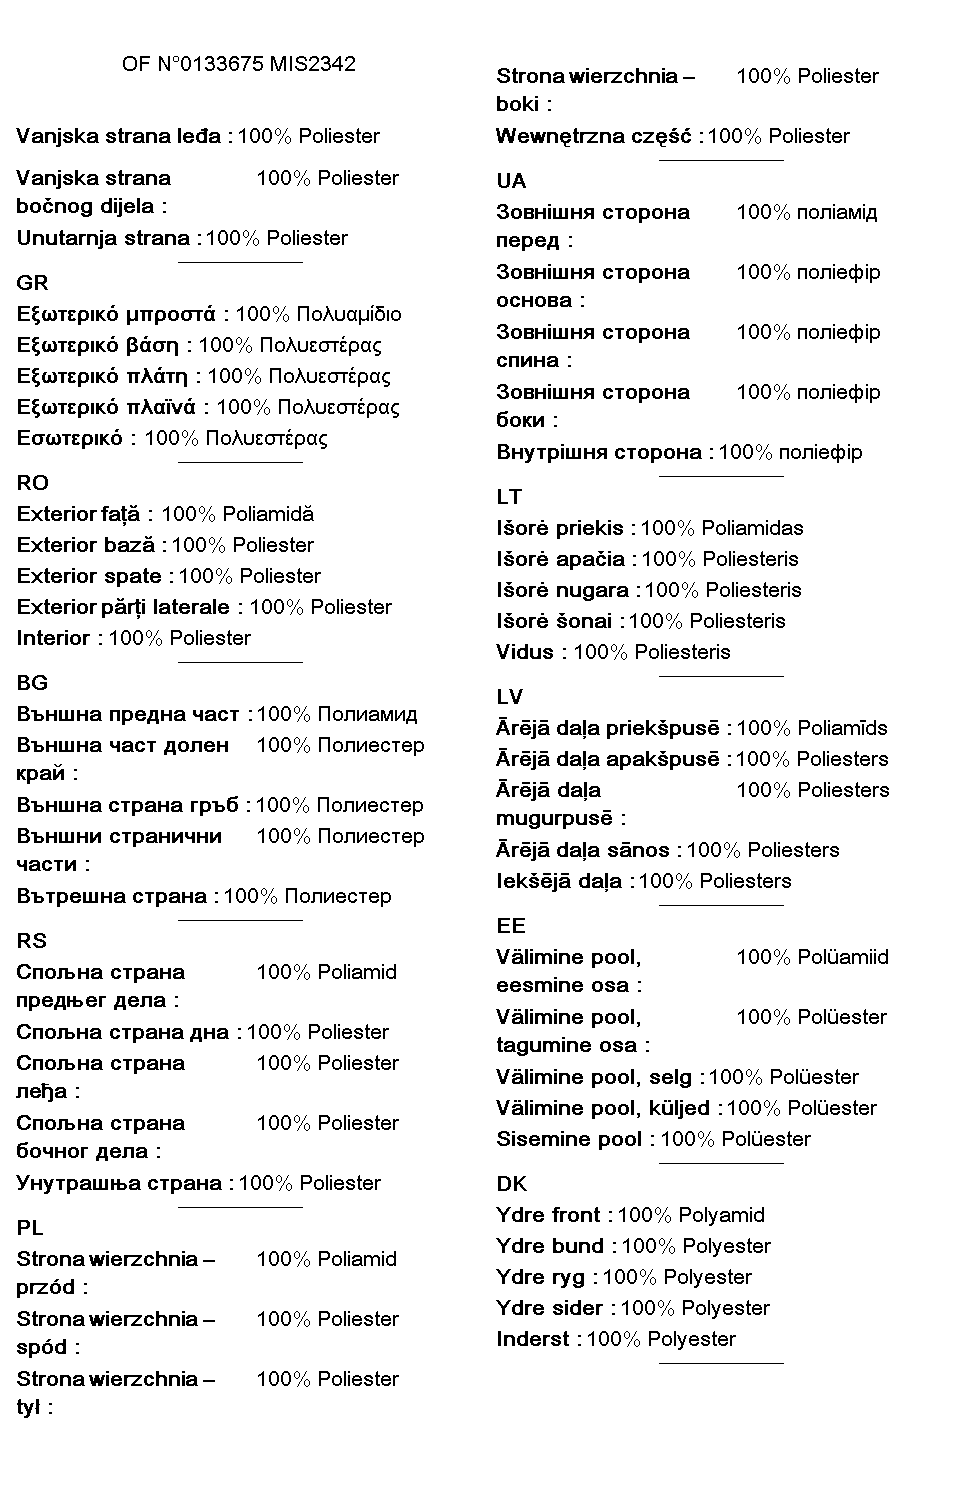 OF N°0133675 MIS2342
Vanjska strana leđa : 100% Poliester
Vanjska strana 100% Poliester
bočnog dijela :
Unutarnja strana : 100% Poliester
GR
Εξωτερικό μπροστά : 100% Πολυαμίδιο
Εξωτερικό βάση : 100% Πολυεστέρας
Εξωτερικό πλάτη : 100% Πολυεστέρας
Εξωτερικό πλαϊνά : 100% Πολυεστέρας
Εσωτερικό : 100% Πολυεστέρας
RO
Exterior față : 100% Poliamidă
Exterior bază : 100% Poliester
Exterior spate : 100% Poliester
Exterior părți laterale : 100% Poliester
Interior : 100% Poliester
BG
Външна предна част : 100% Полиамид
Външна част долен 100% Полиестер
край :
Външна страна гръб : 100% Полиестер
Външни странични 100% Полиестер
части :
Вътрешна страна : 100% Полиестер
RS
Спољна страна 100% Poliamid
предњег дела :
Спољна страна дна : 100% Poliester
Спољна страна 100% Poliester
леђа :
Спољна страна 100% Poliester
бочног дела :
Унутрашња страна : 100% Poliester
PL
Strona wierzchnia – 100% Poliamid
przód :
Strona wierzchnia – 100% Poliester
spód :
Strona wierzchnia – 100% Poliester
tył :
Strona wierzchnia – 100% Poliester
boki :
Wewnętrzna część : 100% Poliester
UA
Зовнішня сторона 100% поліамід
перед :
Зовнішня сторона 100% поліефір
основа :
Зовнішня сторона 100% поліефір
спина :
Зовнішня сторона 100% поліефір
боки :
Внутрішня сторона : 100% поліефір
LT
Išorė priekis : 100% Poliamidas
Išorė apačia : 100% Poliesteris
Išorė nugara : 100% Poliesteris
Išorė šonai : 100% Poliesteris
Vidus : 100% Poliesteris
LV
Ārējā daļa priekšpusē : 100% Poliamīds
Ārējā daļa apakšpusē : 100% Poliesters
Ārējā daļa 100% Poliesters
mugurpusē :
Ārējā daļa sānos : 100% Poliesters
Iekšējā daļa : 100% Poliesters
EE
Välimine pool, 100% Polüamiid
eesmine osa :
Välimine pool, 100% Polüester
tagumine osa :
Välimine pool, selg : 100% Polüester
Välimine pool, küljed : 100% Polüester
Sisemine pool : 100% Polüester
DK
Ydre front : 100% Polyamid
Ydre bund : 100% Polyester
Ydre ryg : 100% Polyester
Ydre sider : 100% Polyester
Inderst : 100% Polyester